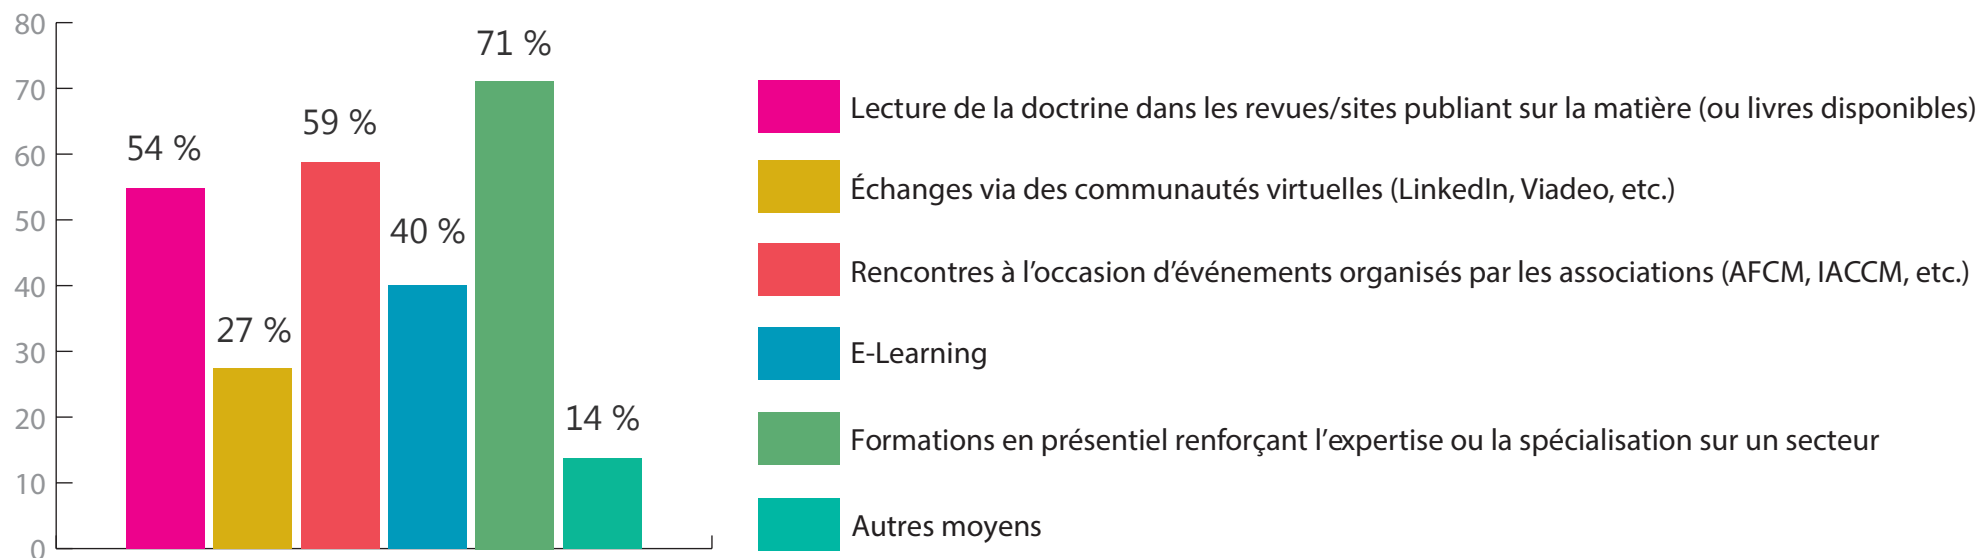 80
70
60
50
40
30
20
10
0
54 %
27 %
59 %
40 %
71 %
14 %
Lecture de la doctrine dans les revues/sites publiant sur la matière (ou livres disponibles)
Échanges via des communautés virtuelles (LinkedIn, Viadeo, etc.)
Rencontres à l’occasion d’événements organisés par les associations (AFCM, IACCM, etc.)
E-Learning
Formations en présentiel renforçant l’expertise ou la spécialisation sur un secteur
Autres moyens